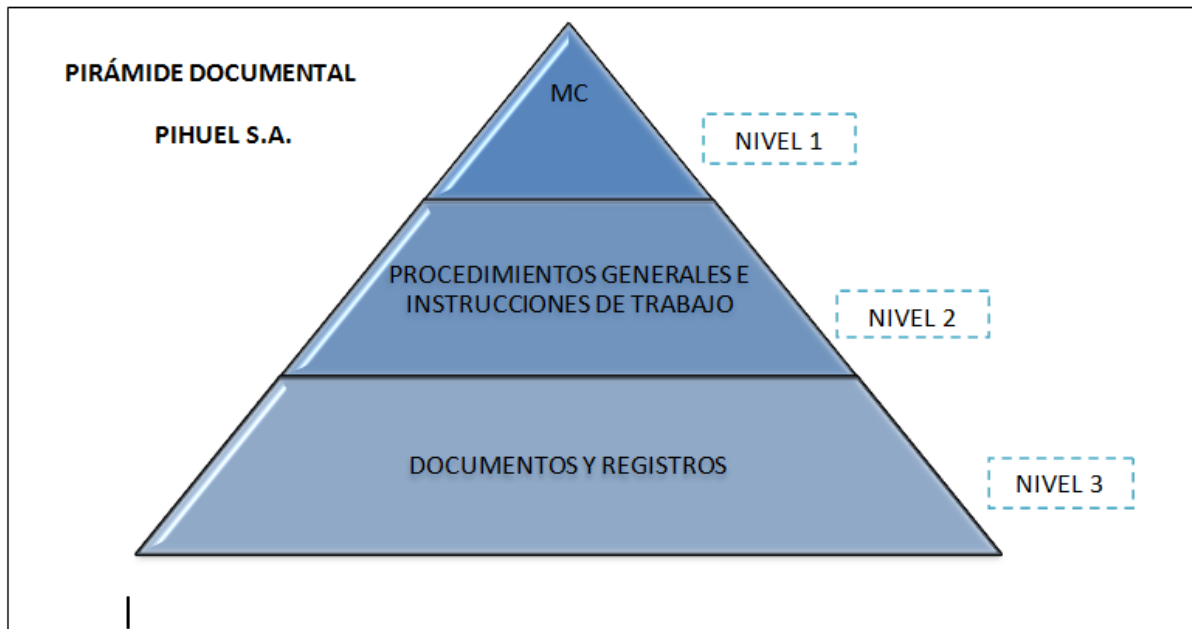 PIRÁMIDE DOCUMENTAL
PIHUEL S.A.
MC
NIVEL 1
PROCEDIMIENTOS GENERALES E
INSTRUCCIONES DE TRABAJO
NIVEL 2
DOCUMENTOS Y REGISTROS
NIVEL 3